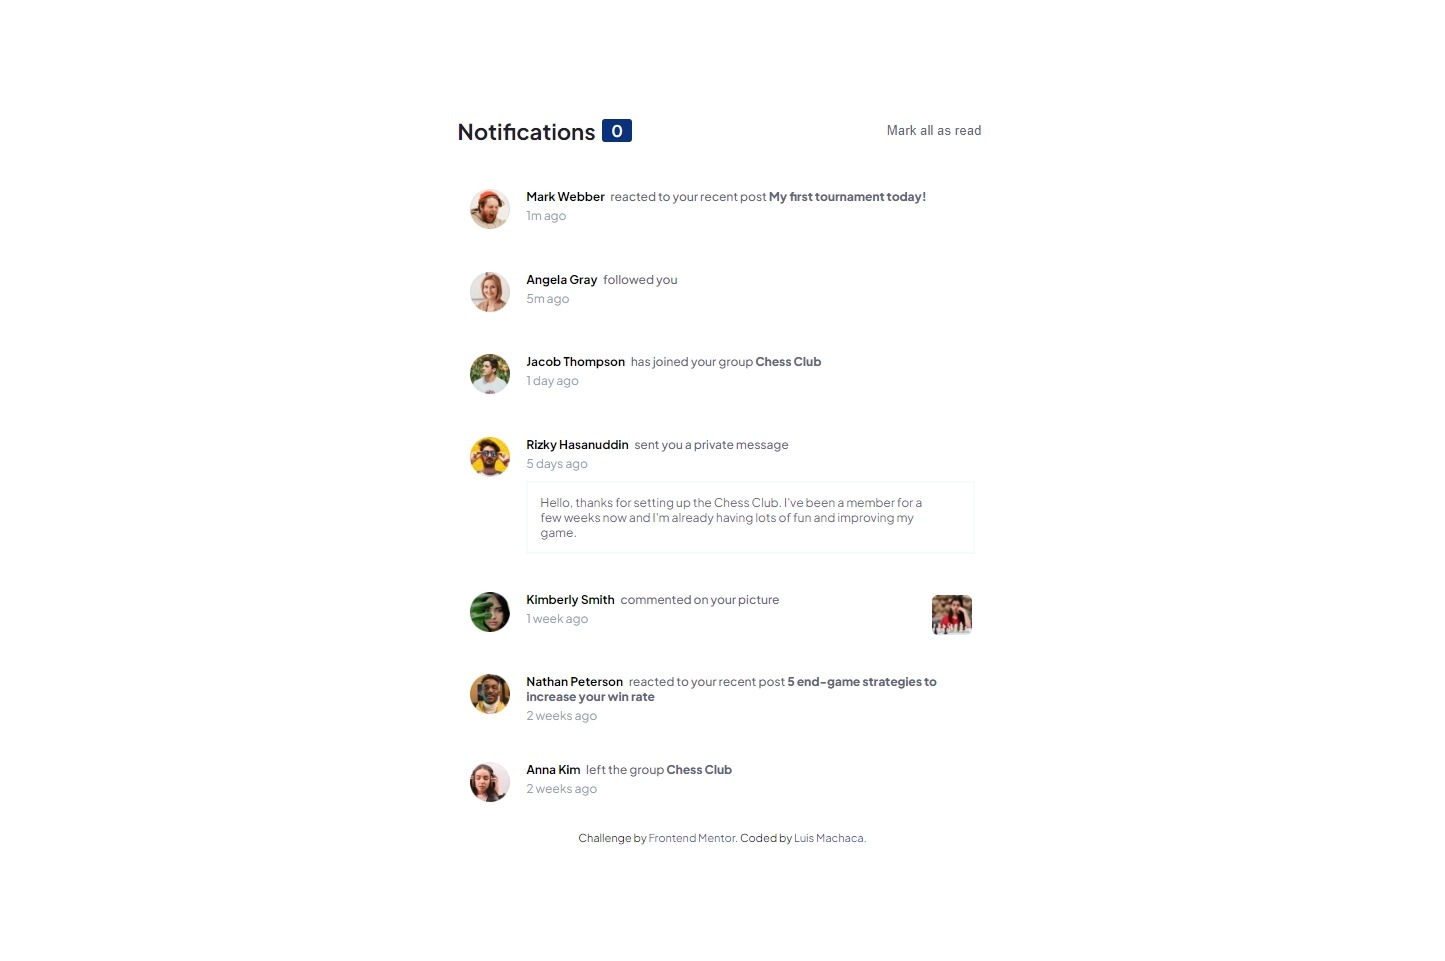 Notifications 0 Mark all as read
Mark Webber reacted to your recent post My first tournament today!
1m ago
Angela Gray followed you
5m ago
Jacob Thompson has joined your group Chess Club
1 day ago
Rizky Hasanuddin sent you a private message
5 days ago
Hello, thanks for setting up the Chess Club. I've been a member for a
few weeks now and I'm already having lots of fun and improving my
game.
Kimberly Smith commented on your picture
1 week ago
Nathan Peterson reacted to your recent post 5 end-game strategies to
increase your win rate
2 weeks ago
Anna Kim left the group Chess Club
2 weeks ago
Challenge by Frontend Mentor. Coded by Luis Machaca.